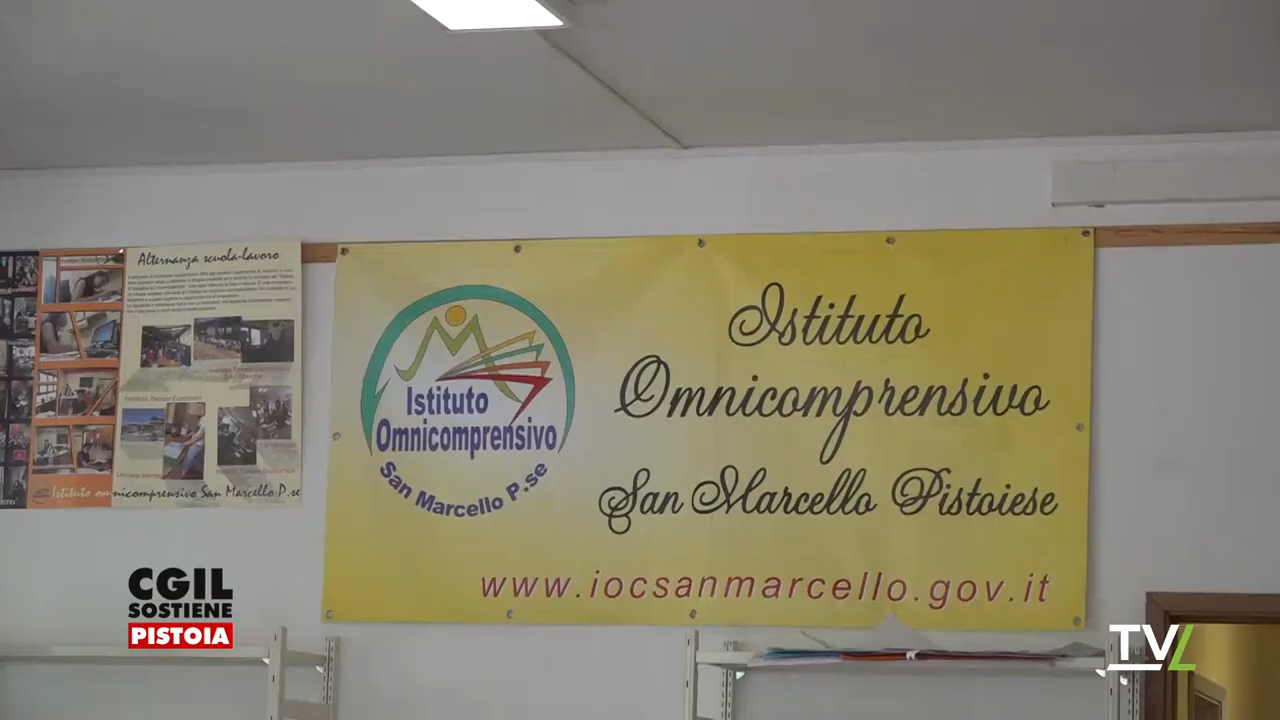 Alternanza scuola-lavoro
Istituto omnicomprensivo San Marcello P.se
Istituto
Omnicomprensivo
San Marcello P.se
Istituto
Omnicomprensivo
San Marcello Pistoiese
www.iocsanmarcello.gov.it
CGIL
SOSTIENE
PISTOIA
TVL